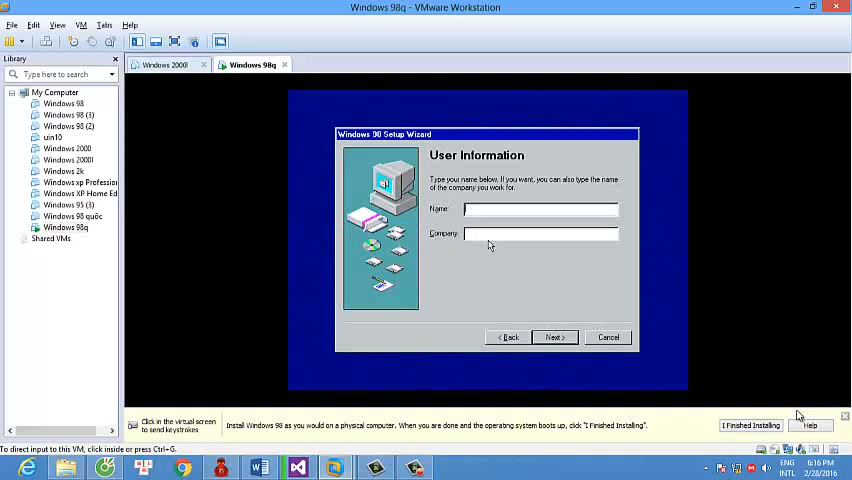 Windows 98q - VMware Workstation
File Edit View VM Tabs Help
Library
Type here to search
Windows 2000l
Windows 98q
My Computer
Windows 98
Windows 98 (3)
Windows 98 (2)
uin10
Windows 2000
Windows 2000l
Windows 2k
Windows xp Profession
Windows XP Home Ed
Windows 95 (3)
Windows 98 quôc
Windows 98q
Shared VMs
Windows 98 Setup Wizard
User Information
Type your name below. If you want, you can also type the name
of the company you work for.
Name:
Company:
< Back
Next >
Cancel
Click in the virtual screen
to send keystrokes
Install Windows 98 as you would on a physical computer. When you are done and the operating system boots up, click "I Finished Installing".
I Finished Installing
Help
To direct input to this VM, click inside or press Ctrl+G.
ENG
INTL
6:16 PM
2/28/2016